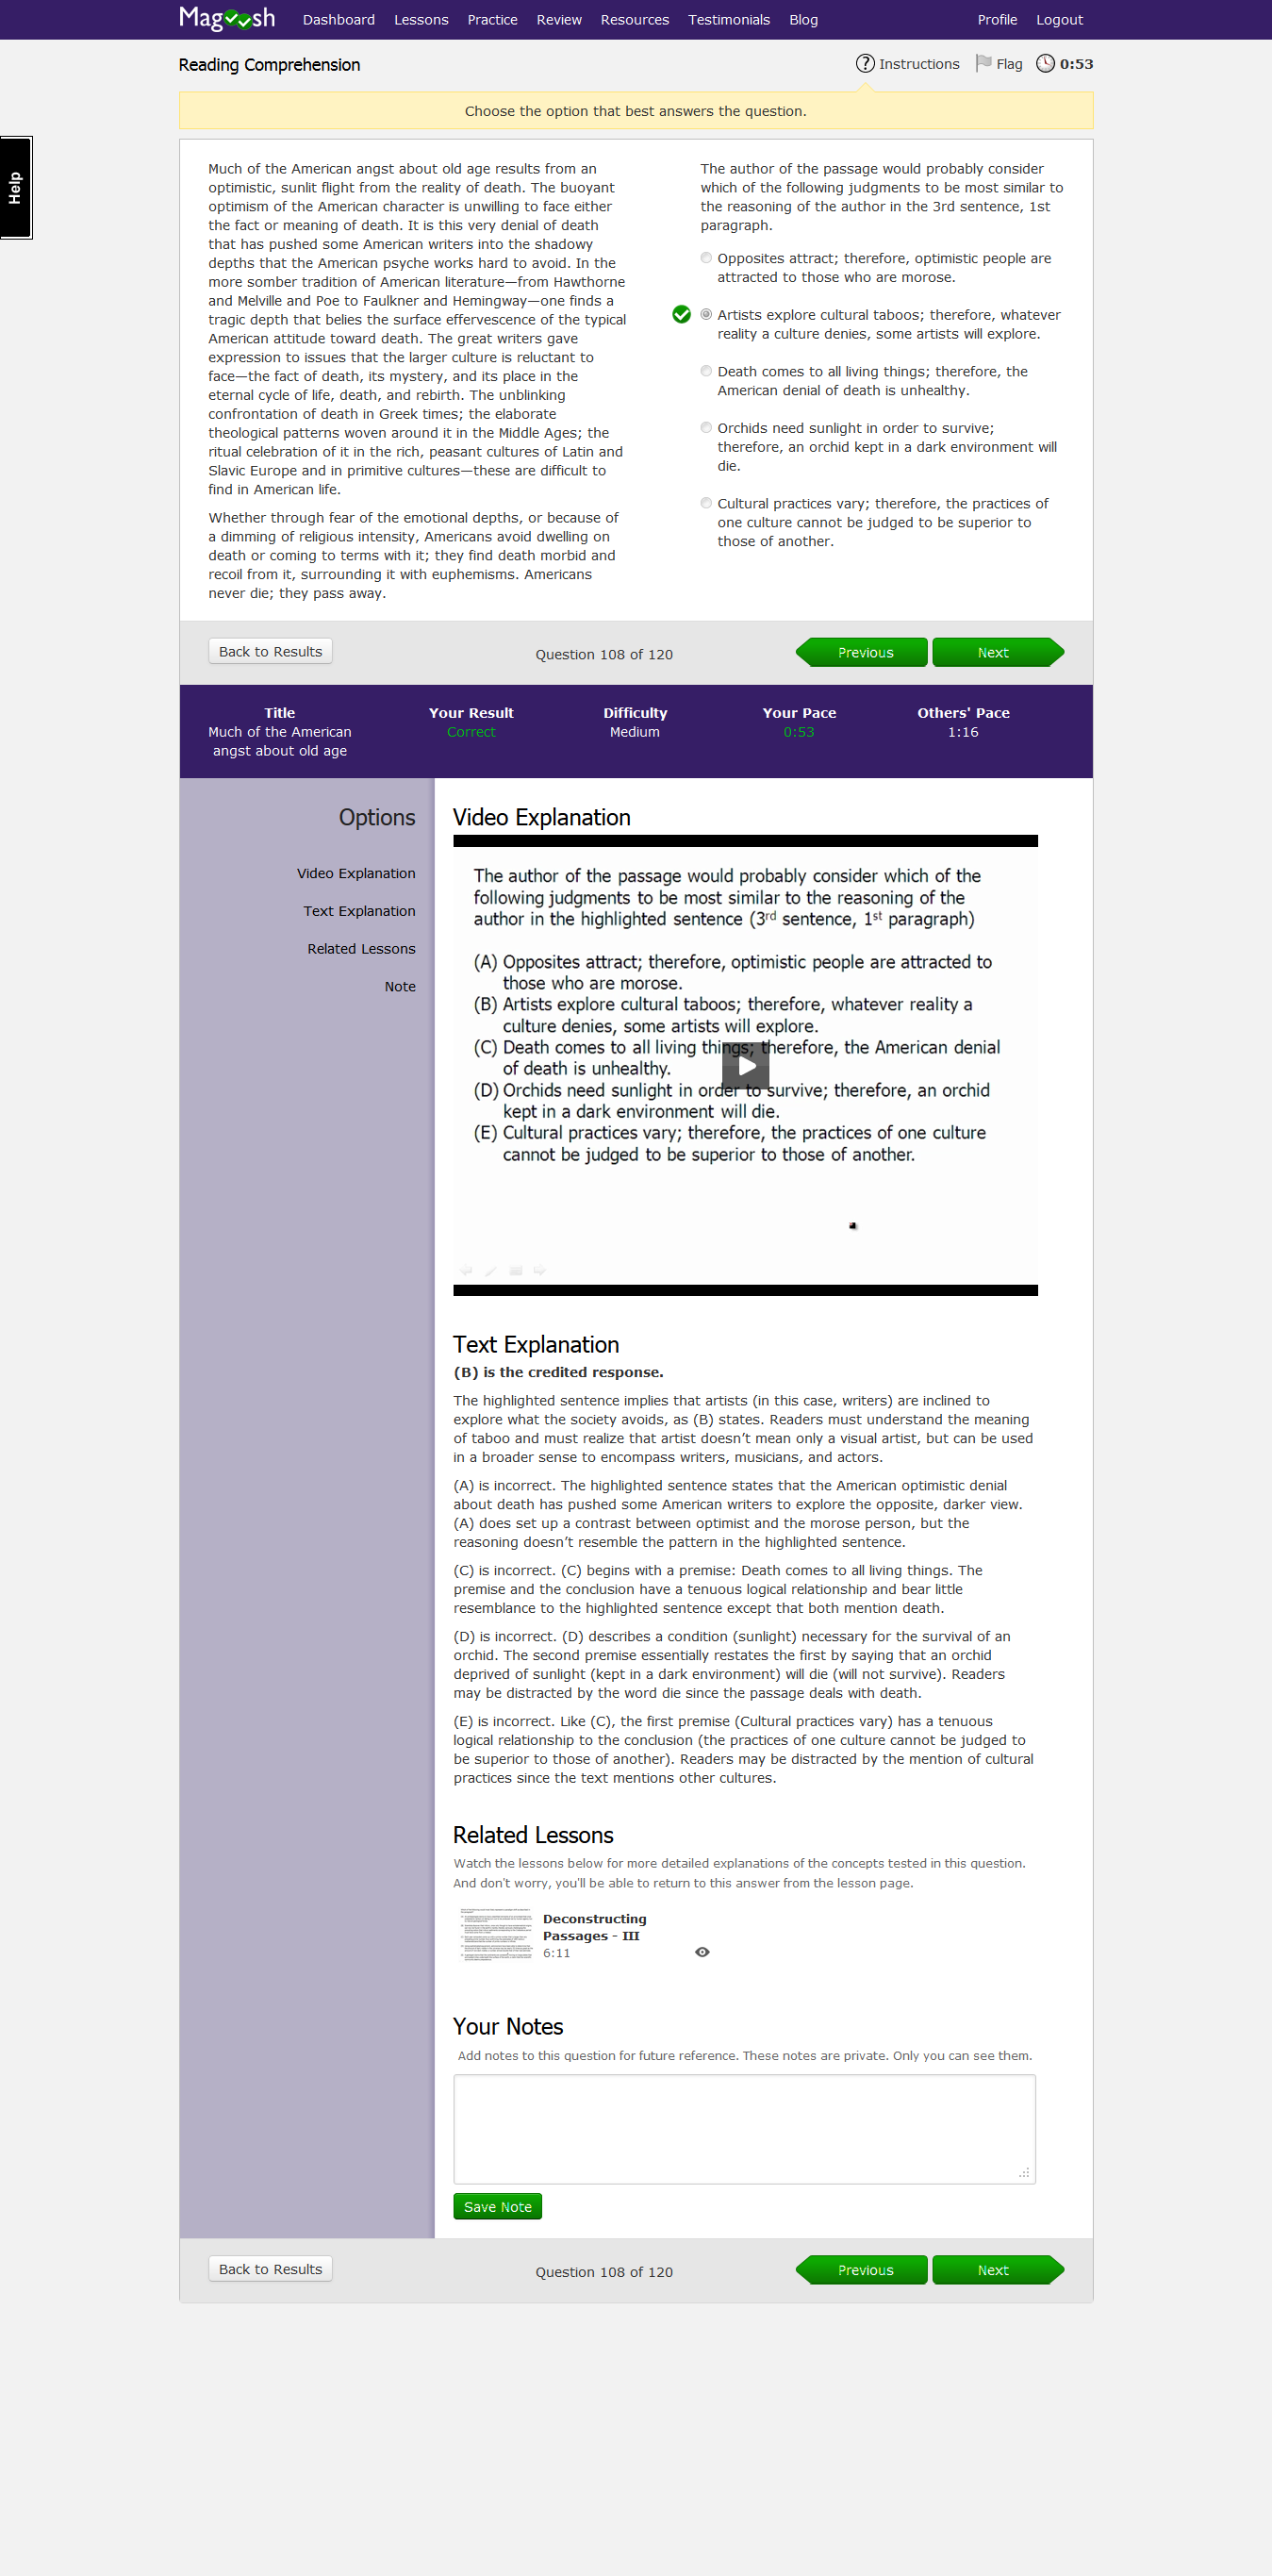 Magoosh Dashboard Lessons Practice Review Resources Testimonials Blog Profile Logout
Reading Comprehension
Instructions Flag 0:53
Choose the option that best answers the question.
Help
Much of the American angst about old age results from an
optimistic, sunlit flight from the reality of death. The buoyant
optimism of the American character is unwilling to face either
the fact or meaning of death. It is this very denial of death
that has pushed some American writers into the shadowy
depths that the American psyche works hard to avoid. In the
more somber tradition of American literature—from Hawthorne
and Melville and Poe to Faulkner and Hemingway—one finds a
tragic depth that belies the surface effervescence of the typical
American attitude toward death. The great writers gave
expression to issues that the larger culture is reluctant to
face—the fact of death, its mystery, and its place in the
eternal cycle of life, death, and rebirth. The unblinking
confrontation of death in Greek times; the elaborate
theological patterns woven around it in the Middle Ages; the
ritual celebration of it in the rich, peasant cultures of Latin and
Slavic Europe and in primitive cultures—these are difficult to
find in American life.
Whether through fear of the emotional depths, or because of
a dimming of religious intensity, Americans avoid dwelling on
death or coming to terms with it; they find death morbid and
recoil from it, surrounding it with euphemisms. Americans
never die; they pass away.
The author of the passage would probably consider
which of the following judgments to be most similar to
the reasoning of the author in the 3rd sentence, 1st
paragraph.
Opposites attract; therefore, optimistic people are
attracted to those who are morose.
Artists explore cultural taboos; therefore, whatever
reality a culture denies, some artists will explore.
Death comes to all living things; therefore, the
American denial of death is unhealthy.
Orchids need sunlight in order to survive;
therefore, an orchid kept in a dark environment will
die.
Cultural practices vary; therefore, the practices of
one culture cannot be judged to be superior to
those of another.
Back to Results Question 108 of 120 Previous Next
Title Your Result Difficulty Your Pace Others' Pace
Much of the American Correct Medium 0:53 1:16
angst about old age
Options
Video Explanation
Text Explanation
Related Lessons
Note
Video Explanation
The author of the passage would probably consider which of the
following judgments to be most similar to the reasoning of the
author in the highlighted sentence (3rd sentence, 1st paragraph)
(A) Opposites attract; therefore, optimistic people are attracted to
those who are morose.
(B) Artists explore cultural taboos; therefore, whatever reality a
culture denies, some artists will explore.
(C) Death comes to all living things; therefore, the American denial
of death is unhealthy.
(D) Orchids need sunlight in order to survive; therefore, an orchid
kept in a dark environment will die.
(E) Cultural practices vary; therefore, the practices of one culture
cannot be judged to be superior to those of another.
Text Explanation
(B) is the credited response.
The highlighted sentence implies that artists (in this case, writers) are inclined to
explore what the society avoids, as (B) states. Readers must understand the meaning
of taboo and must realize that artist doesn’t mean only a visual artist, but can be used
in a broader sense to encompass writers, musicians, and actors.
(A) is incorrect. The highlighted sentence states that the American optimistic denial
about death has pushed some American writers to explore the opposite, darker view.
(A) does set up a contrast between optimist and the morose person, but the
reasoning doesn’t resemble the pattern in the highlighted sentence.
(C) is incorrect. (C) begins with a premise: Death comes to all living things. The
premise and the conclusion have a tenuous logical relationship and bear little
resemblance to the highlighted sentence except that both mention death.
(D) is incorrect. (D) describes a condition (sunlight) necessary for the survival of an
orchid. The second premise essentially restates the first by saying that an orchid
deprived of sunlight (kept in a dark environment) will die (will not survive). Readers
may be distracted by the word die since the passage deals with death.
(E) is incorrect. Like (C), the first premise (Cultural practices vary) has a tenuous
logical relationship to the conclusion (the practices of one culture cannot be judged to
be superior to those of another). Readers may be distracted by the mention of cultural
practices since the text mentions other cultures.
Related Lessons
Watch the lessons below for more detailed explanations of the concepts tested in this question.
And don't worry, you'll be able to return to this answer from the lesson page.
Deconstructing
Passages - III
6:11
Your Notes
Add notes to this question for future reference. These notes are private. Only you can see them.
Save Note
Back to Results Question 108 of 120 Previous Next